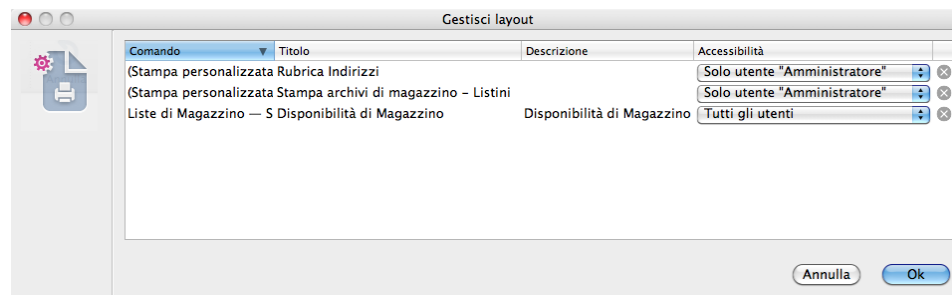 Gestisci layout
Comando Titolo Descrizione Accessibilità
(Stampa personalizzata Rubrica Indirizzi Solo utente "Amministratore"
(Stampa personalizzata Stampa archivi di magazzino - Listini Solo utente "Amministratore"
Liste di Magazzino — S Disponibilità di Magazzino Disponibilità di Magazzino Tutti gli utenti
Annulla Ok